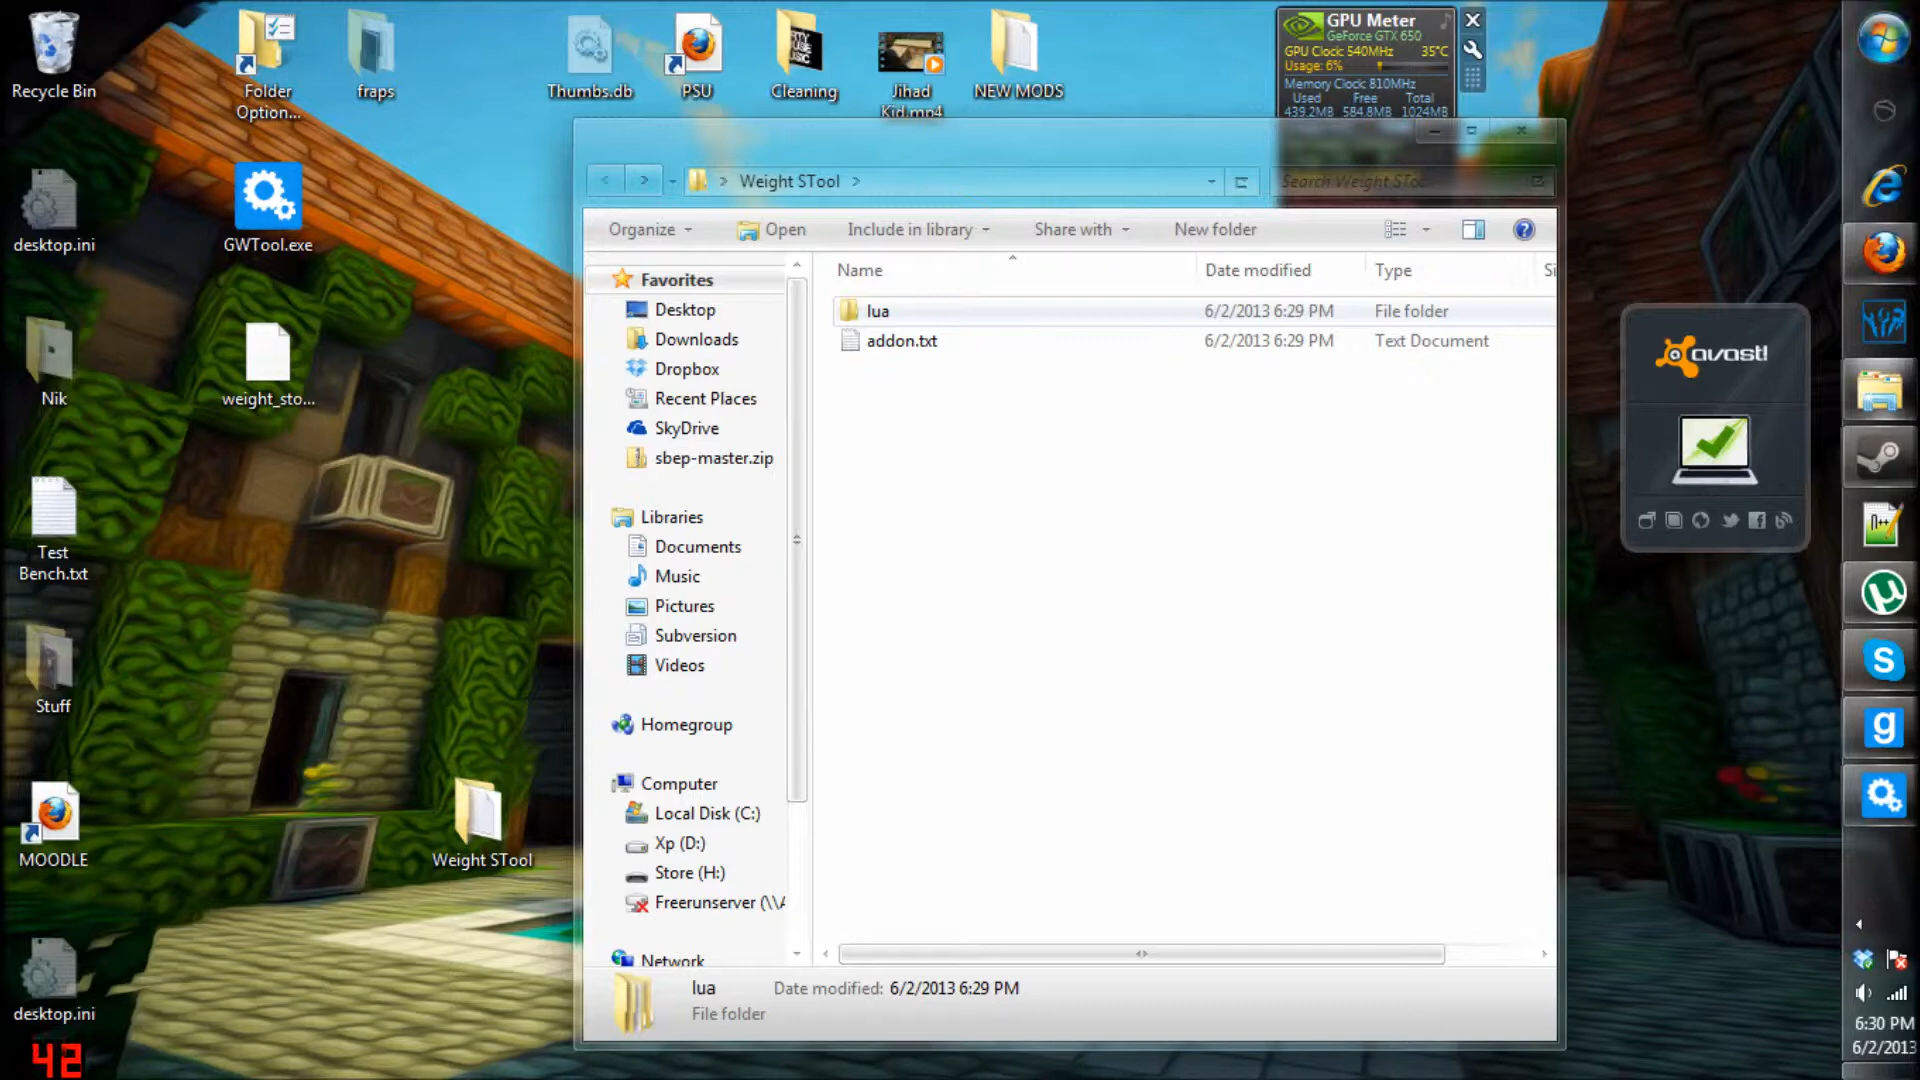 Recycle Bin
Folder
Option...
fraps
Thumbs.db
PSU
Cleaning
Jihad
Kid.mp4
NEW MODS
GPU Meter
GeForce GTX 650
GPU Clock: 540MHz 35°C
Usage: 6%
Memory Clock: 810MHz
Used Free Total
439.2MB 584.8MB 1024MB
desktop.ini
GWTool.exe
Nik
weight_sto...
Test
Bench.txt
Stuff
MOODLE
Weight STool
desktop.ini
42
Weight STool
Search Weight STo...
Organize
Open
Include in library
Share with
New folder
Name
Date modified
Type
Si
lua 6/2/2013 6:29 PM File folder
addon.txt 6/2/2013 6:29 PM Text Document
Favorites
Desktop
Downloads
Dropbox
Recent Places
SkyDrive
sbep-master.zip
Libraries
Documents
Music
Pictures
Subversion
Videos
Homegroup
Computer
Local Disk (C:)
Xp (D:)
Store (H:)
Freerunserver (\\A
Network
lua Date modified: 6/2/2013 6:29 PM
File folder
avast!
6:30 PM
6/2/2013